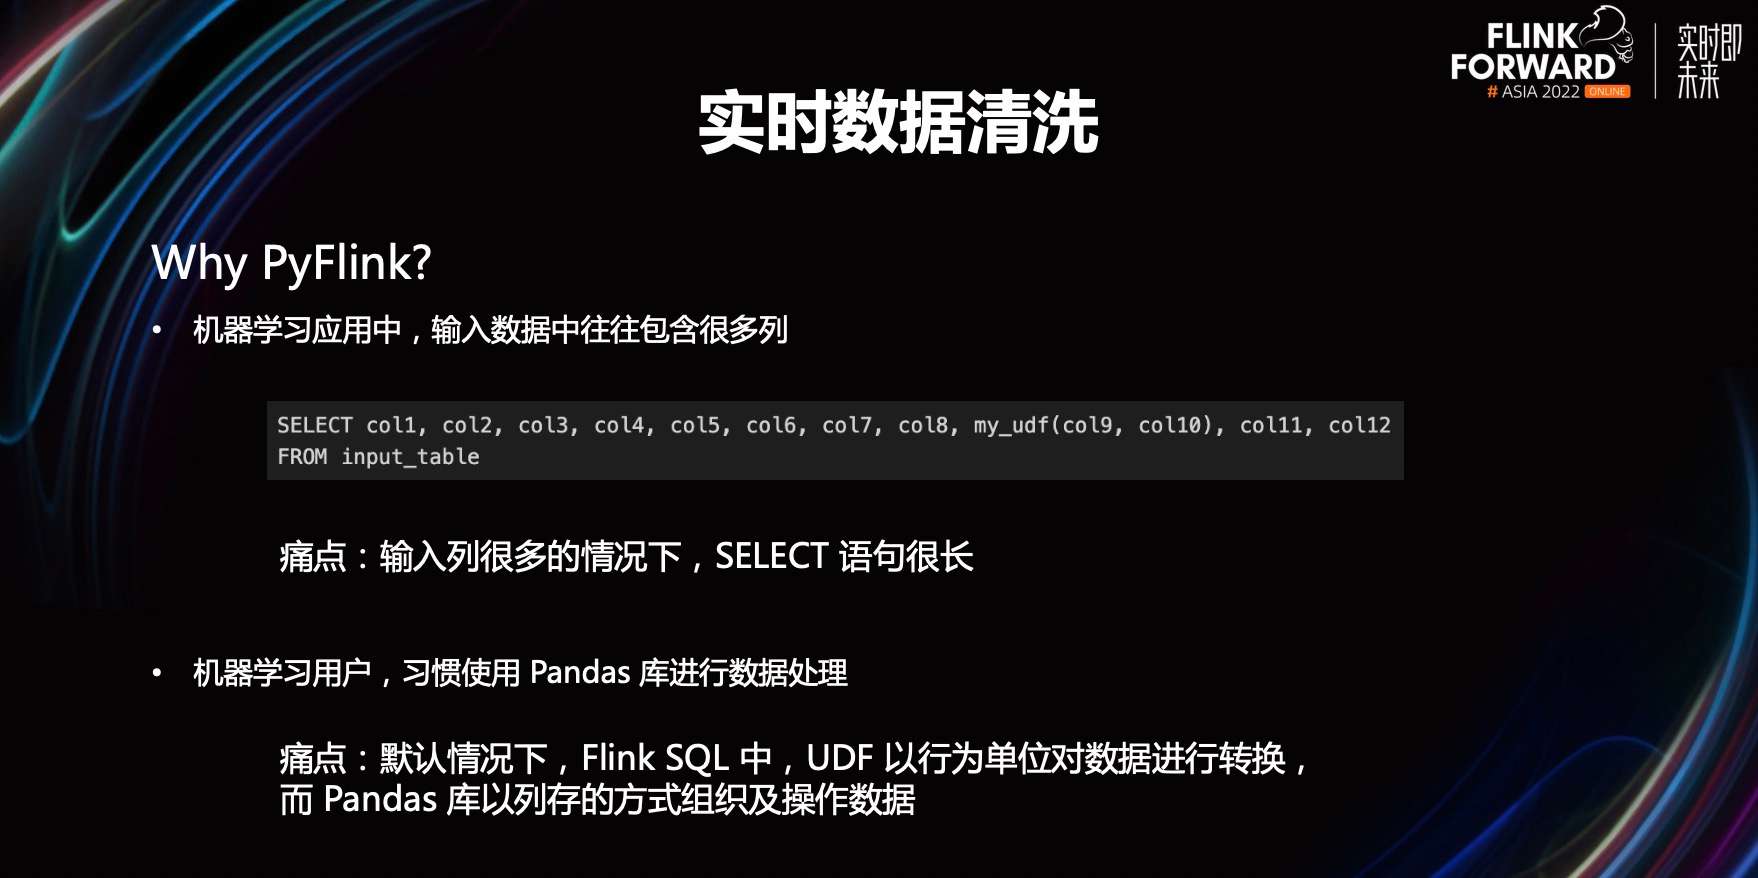 FLINK
FORWARD
# ASIA 2022 ONLINE
实时即
未来
实时数据清洗
Why PyFlink?
• 机器学习应用中，输入数据中往往包含很多列
SELECT col1, col2, col3, col4, col5, col6, col7, col8, my_udf(col9, col10), col11, col12
FROM input_table
痛点：输入列很多的情况下，SELECT 语句很长
• 机器学习用户，习惯使用 Pandas 库进行数据处理
痛点：默认情况下，Flink SQL 中，UDF 以行为单位对数据进行转换，
而 Pandas 库以列存的方式组织及操作数据